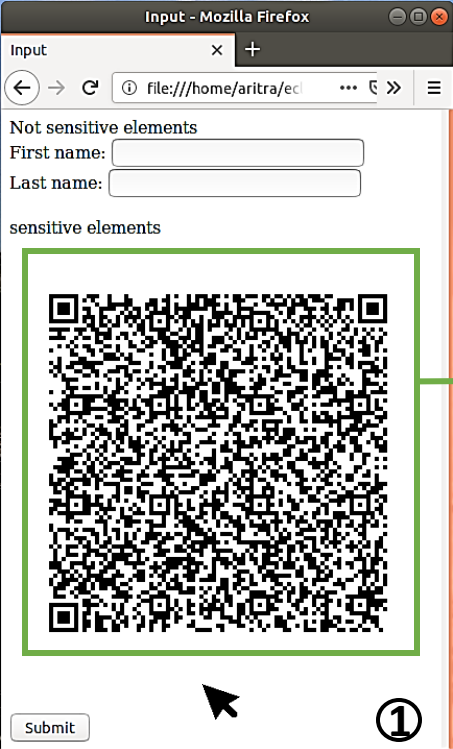 Input - Mozilla Firefox
Input
file:///home/aritra/ec
Not sensitive elements
First name:
Last name:
sensitive elements
Submit
1